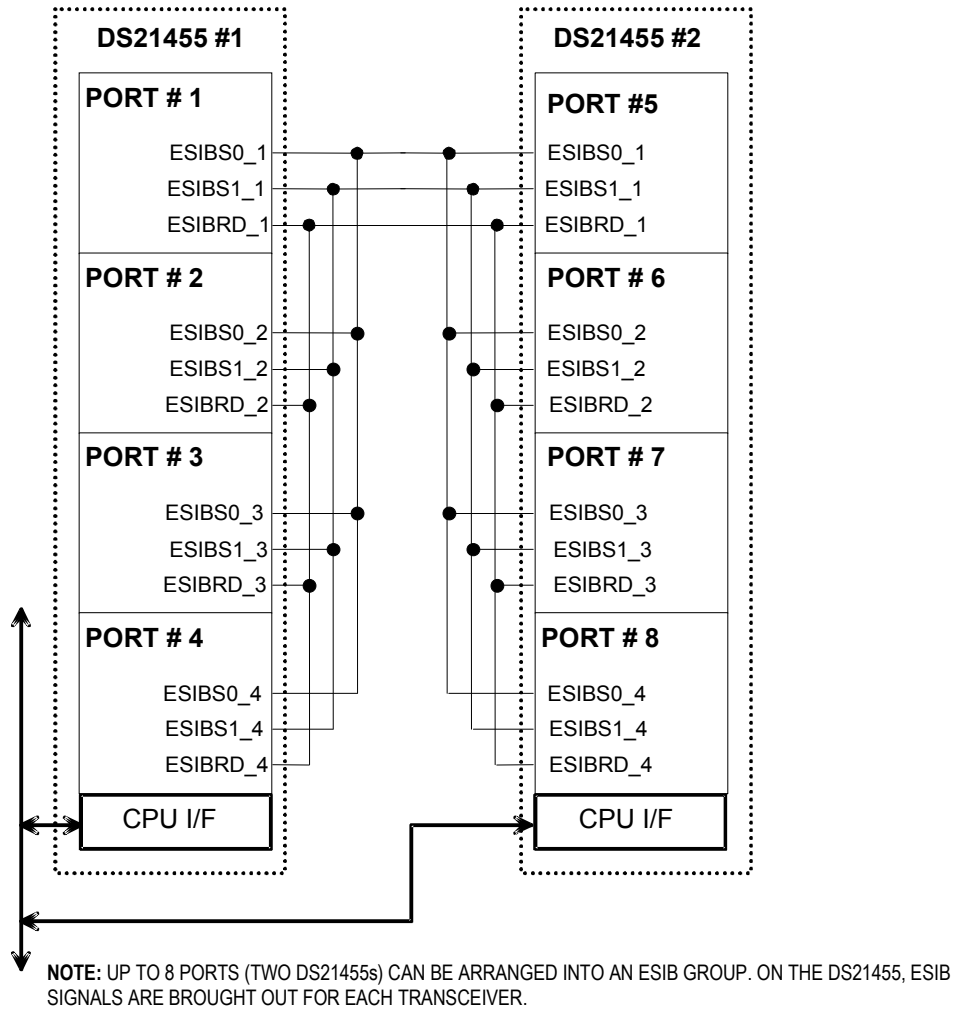 DS21455 #1
PORT # 1
ESIBS0_1
ESIBS1_1
ESIBRD_1
PORT # 2
ESIBS0_2
ESIBS1_2
ESIBRD_2
PORT # 3
ESIBS0_3
ESIBS1_3
ESIBRD_3
PORT # 4
ESIBS0_4
ESIBS1_4
ESIBRD_4
CPU I/F
DS21455 #2
PORT #5
ESIBS0_1
ESIBS1_1
ESIBRD_1
PORT # 6
ESIBS0_2
ESIBS1_2
ESIBRD_2
PORT # 7
ESIBS0_3
ESIBS1_3
ESIBRD_3
PORT # 8
ESIBS0_4
ESIBS1_4
ESIBRD_4
CPU I/F
NOTE: UP TO 8 PORTS (TWO DS21455s) CAN BE ARRANGED INTO AN ESIB GROUP. ON THE DS21455, ESIB
SIGNALS ARE BROUGHT OUT FOR EACH TRANSCEIVER.